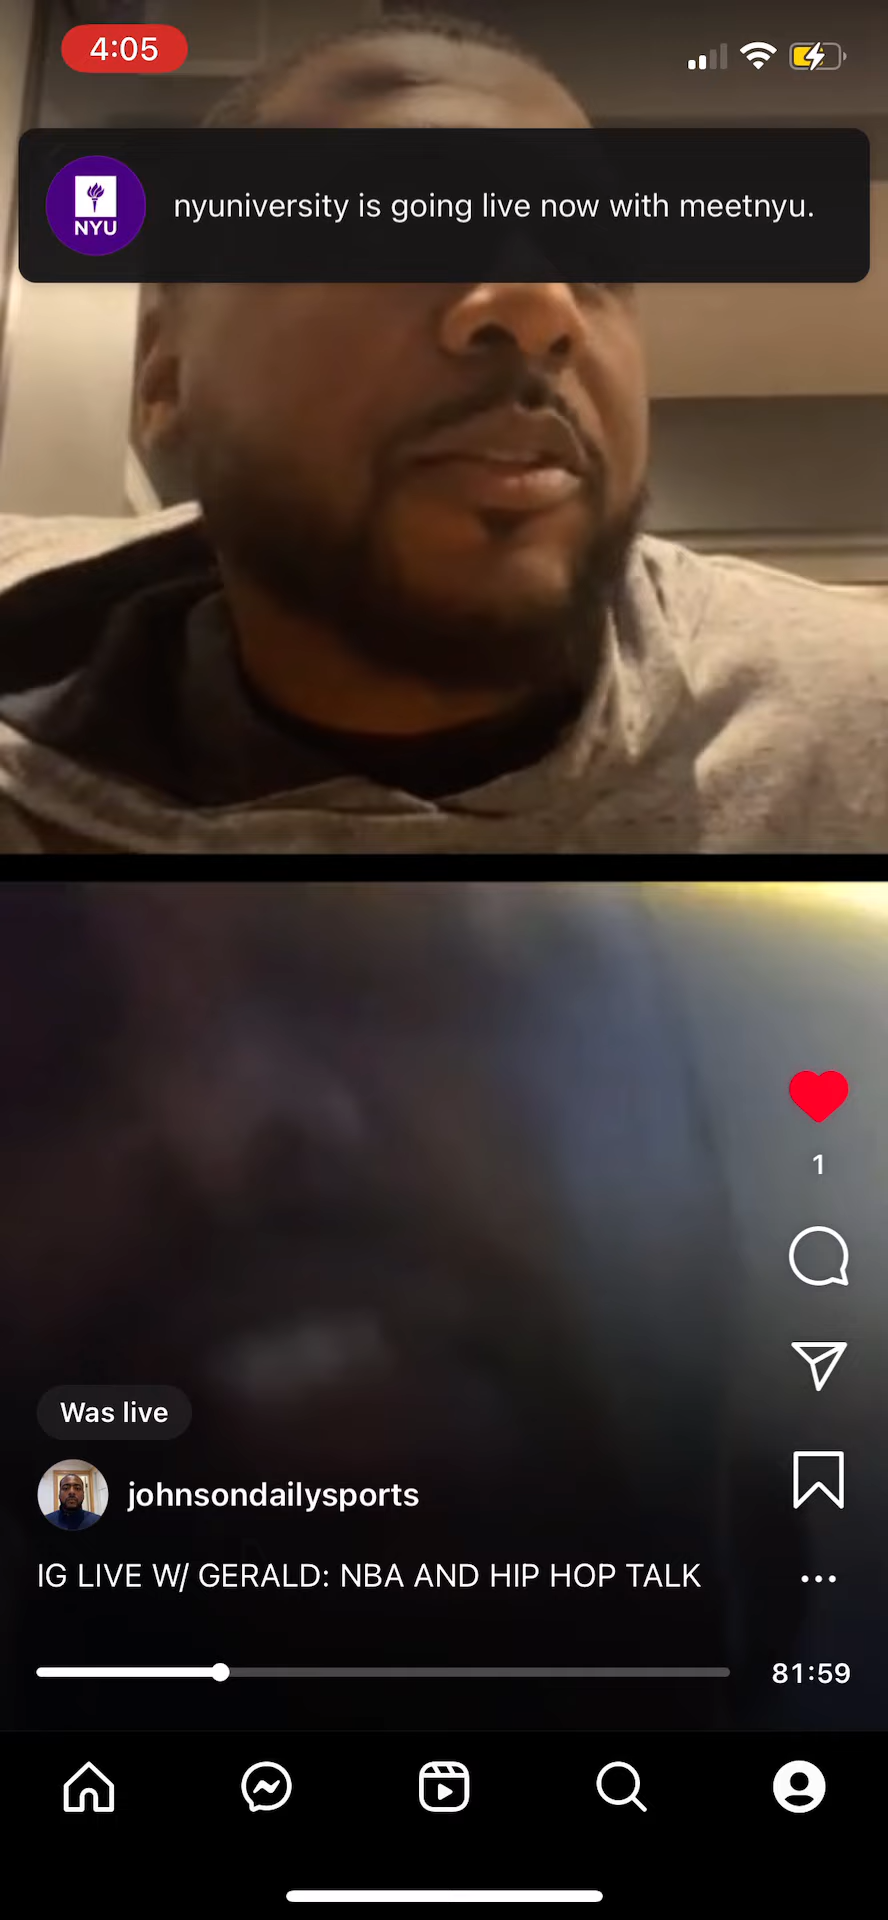 4:05
NYU
nyuniversity is going live now with meetnyu.
1
Was live
johnsondailysports
IG LIVE W/ GERALD: NBA AND HIP HOP TALK
81:59